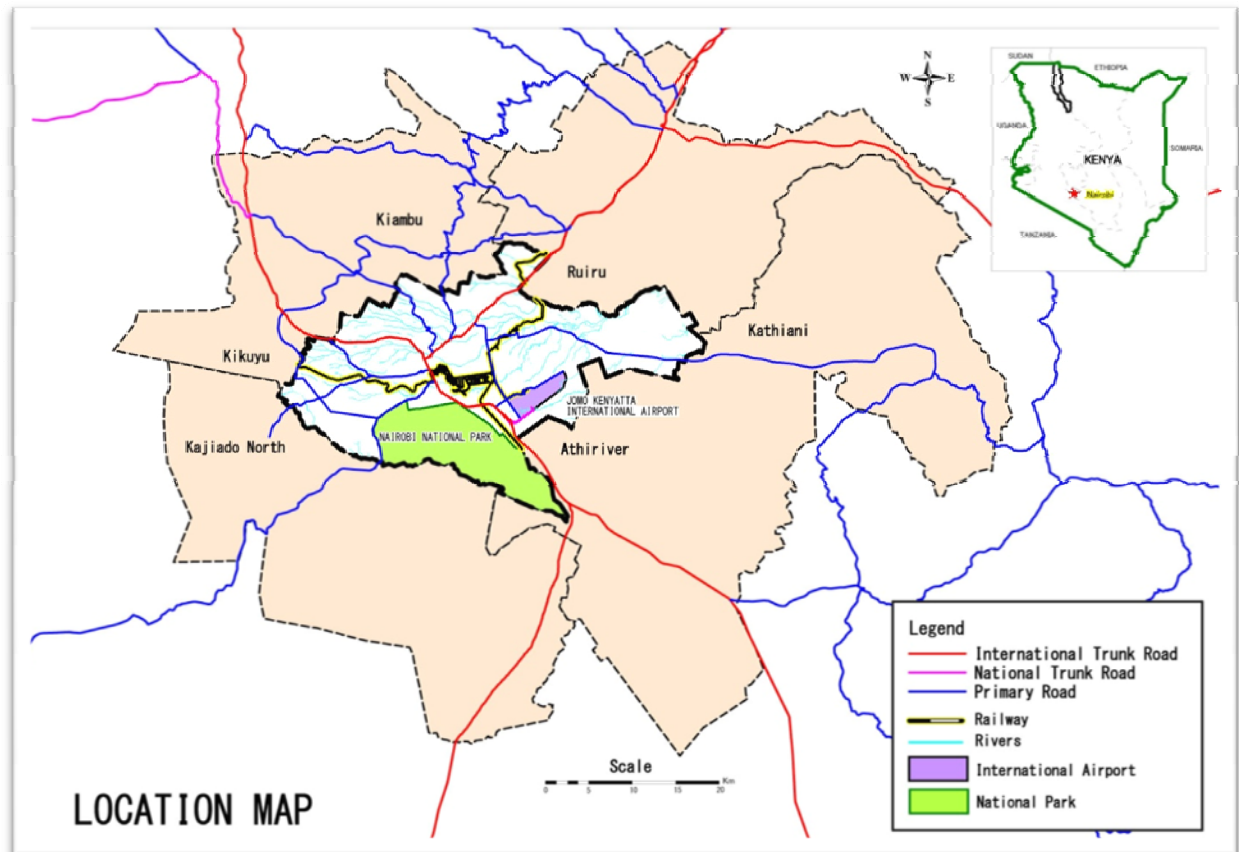 N
W E
S
SUDAN
ETHIOPIA
UGANDA
KENYA
SOMARIA
Nairobi
TANZANIA
Kiambu
Ruiru
Kathiani
Kikuyu
JOMO KENYATTA
INTERNATIONAL AIRPORT
NAIROBI NATIONAL PARK
Kajiado North
Athiriver
Legend
International Trunk Road
National Trunk Road
Primary Road
Railway
Rivers
International Airport
National Park
Scale
Km
0 5 10 15 20
LOCATION MAP